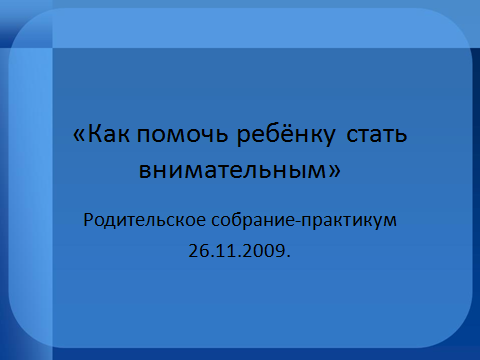 «Как помочь ребёнку стать
внимательным»
Родительское собрание-практикум
26.11.2009.